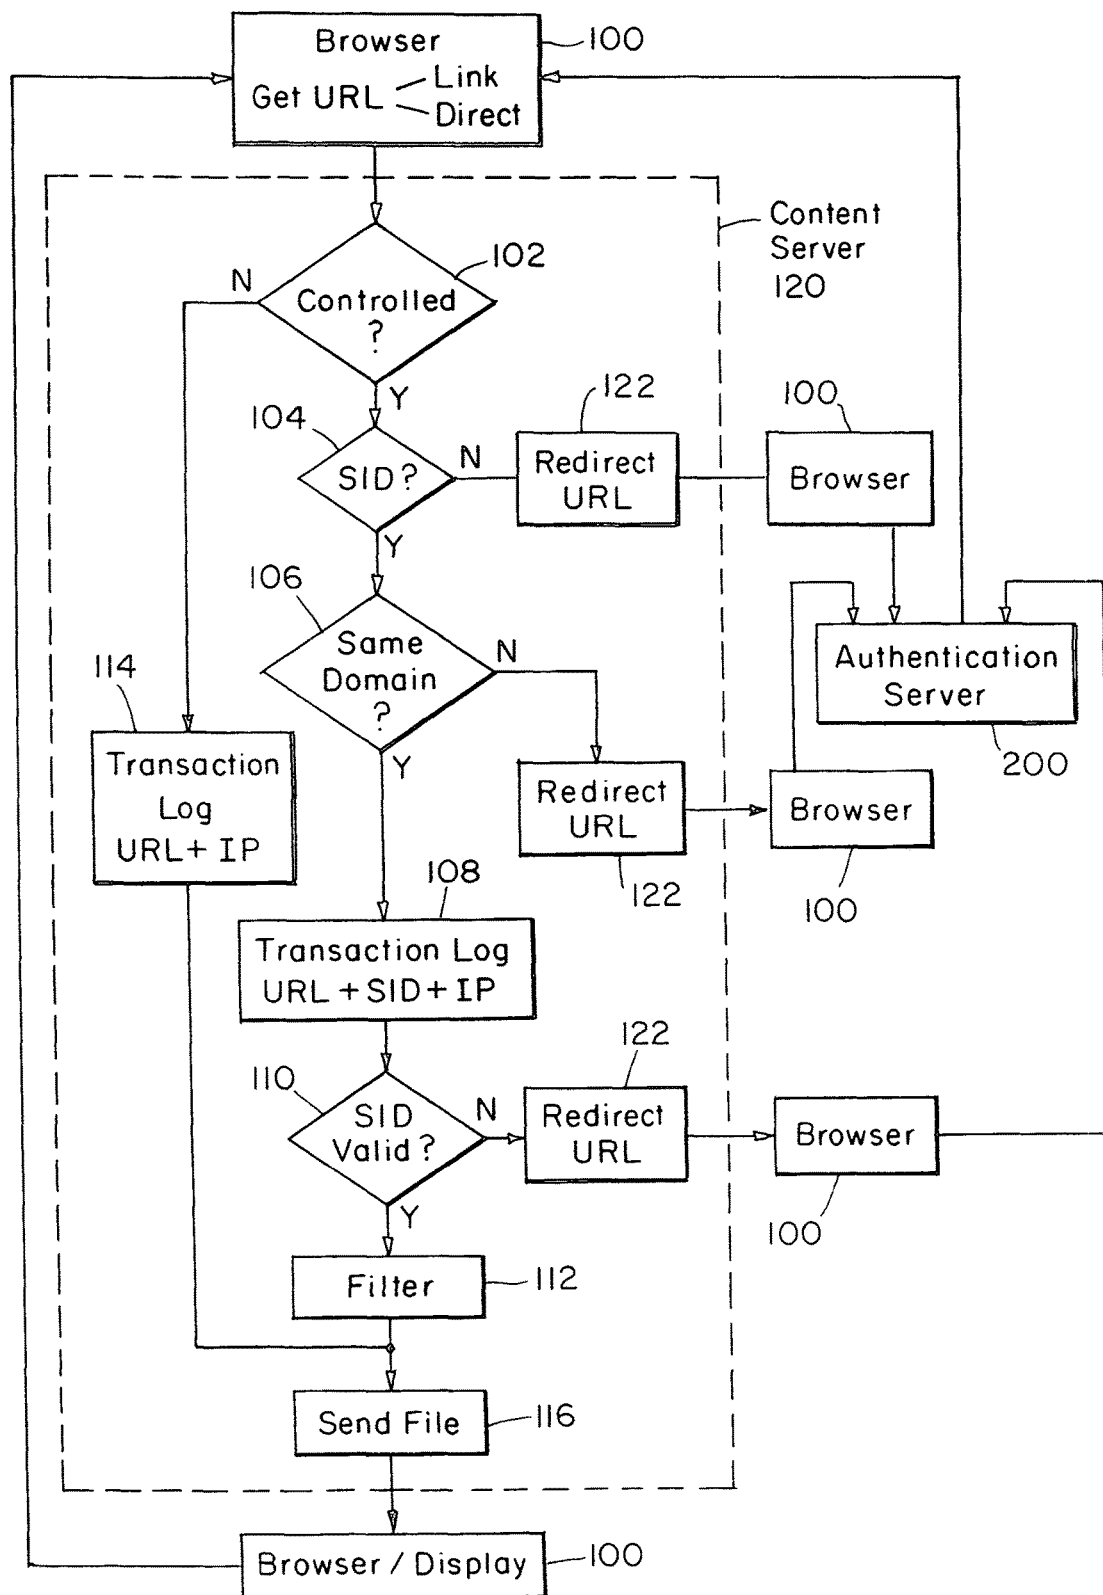 Browser
100
Get URL
Link
Direct
Content
Server
120
102
N
Controlled
?
Y
104
SID?
N
122
Redirect
URL
100
Browser
Y
106
Same
Domain
?
N
Authentication
Server
200
114
Transaction
Log
URL+ IP
Y
Redirect
URL
122
Browser
100
108
Transaction Log
URL+SID+IP
110
SID
Valid?
N
122
Redirect
URL
Browser
100
Y
Filter
112
Send File
116
Browser / Display
100